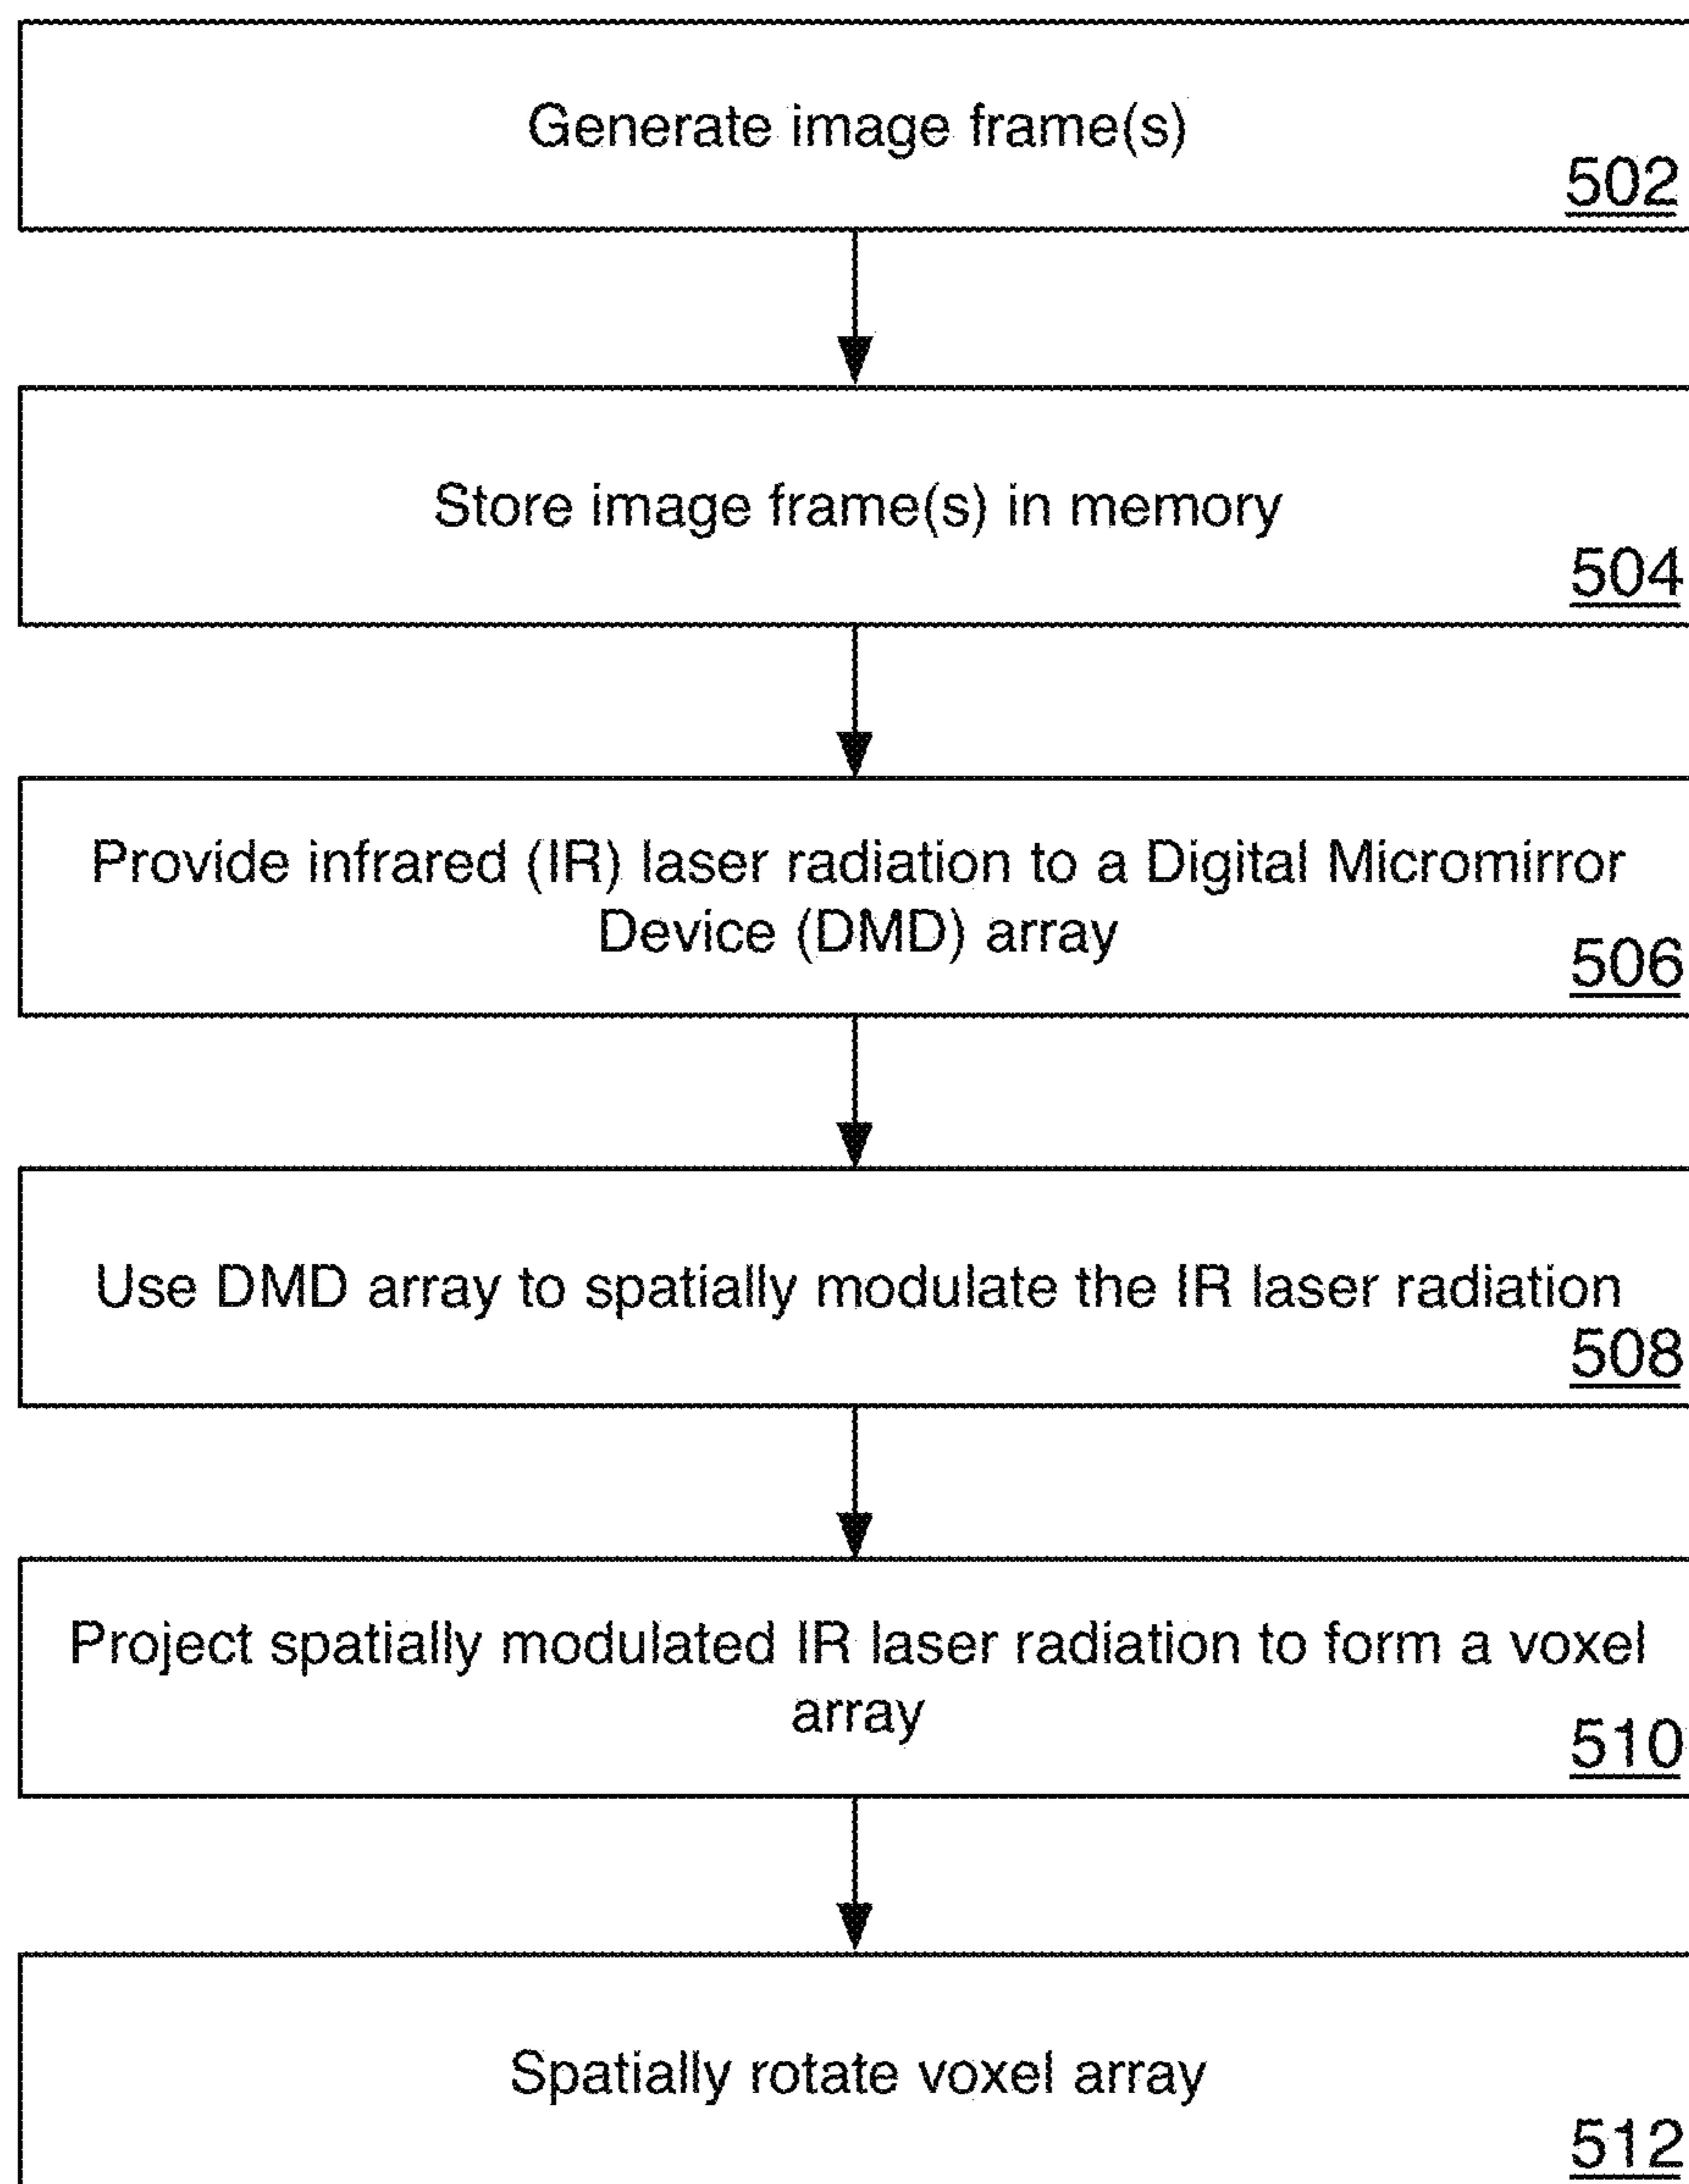 Generate image frame(s)
502
Store image frame(s) in memory
504
Provide infrared (IR) laser radiation to a Digital Micromirror
Device (DMD) array
506
Use DMD array to spatially modulate the IR laser radiation
508
Project spatially modulated IR laser radiation to form a voxel
array
510
Spatially rotate voxel array
512